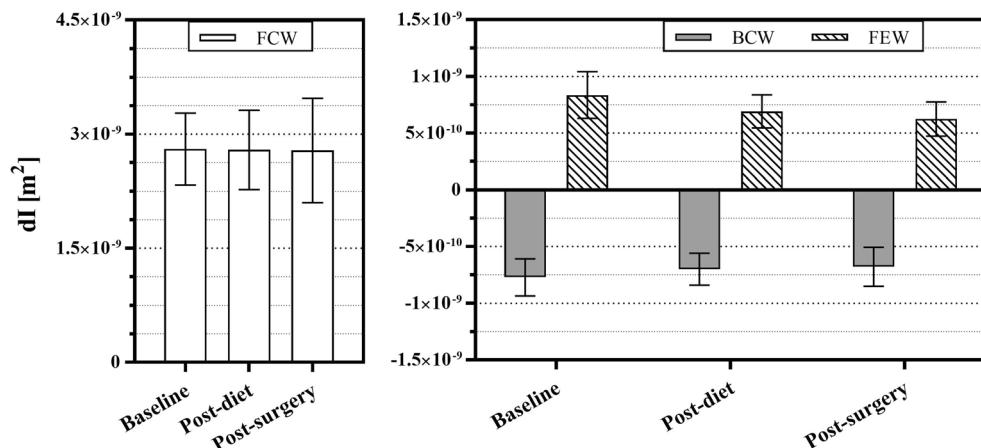 dI [m²]
4.5×10⁻⁹
3×10⁻⁹
1.5×10⁻⁹
0
FCW
Baseline
Post-diet
Post-surgery
1.5×10⁻⁹
1×10⁻⁹
5×10⁻¹⁰
0
-5×10⁻¹⁰
-1×10⁻⁹
-1.5×10⁻⁹
BCW FEW
Baseline
Post-diet
Post-surgery